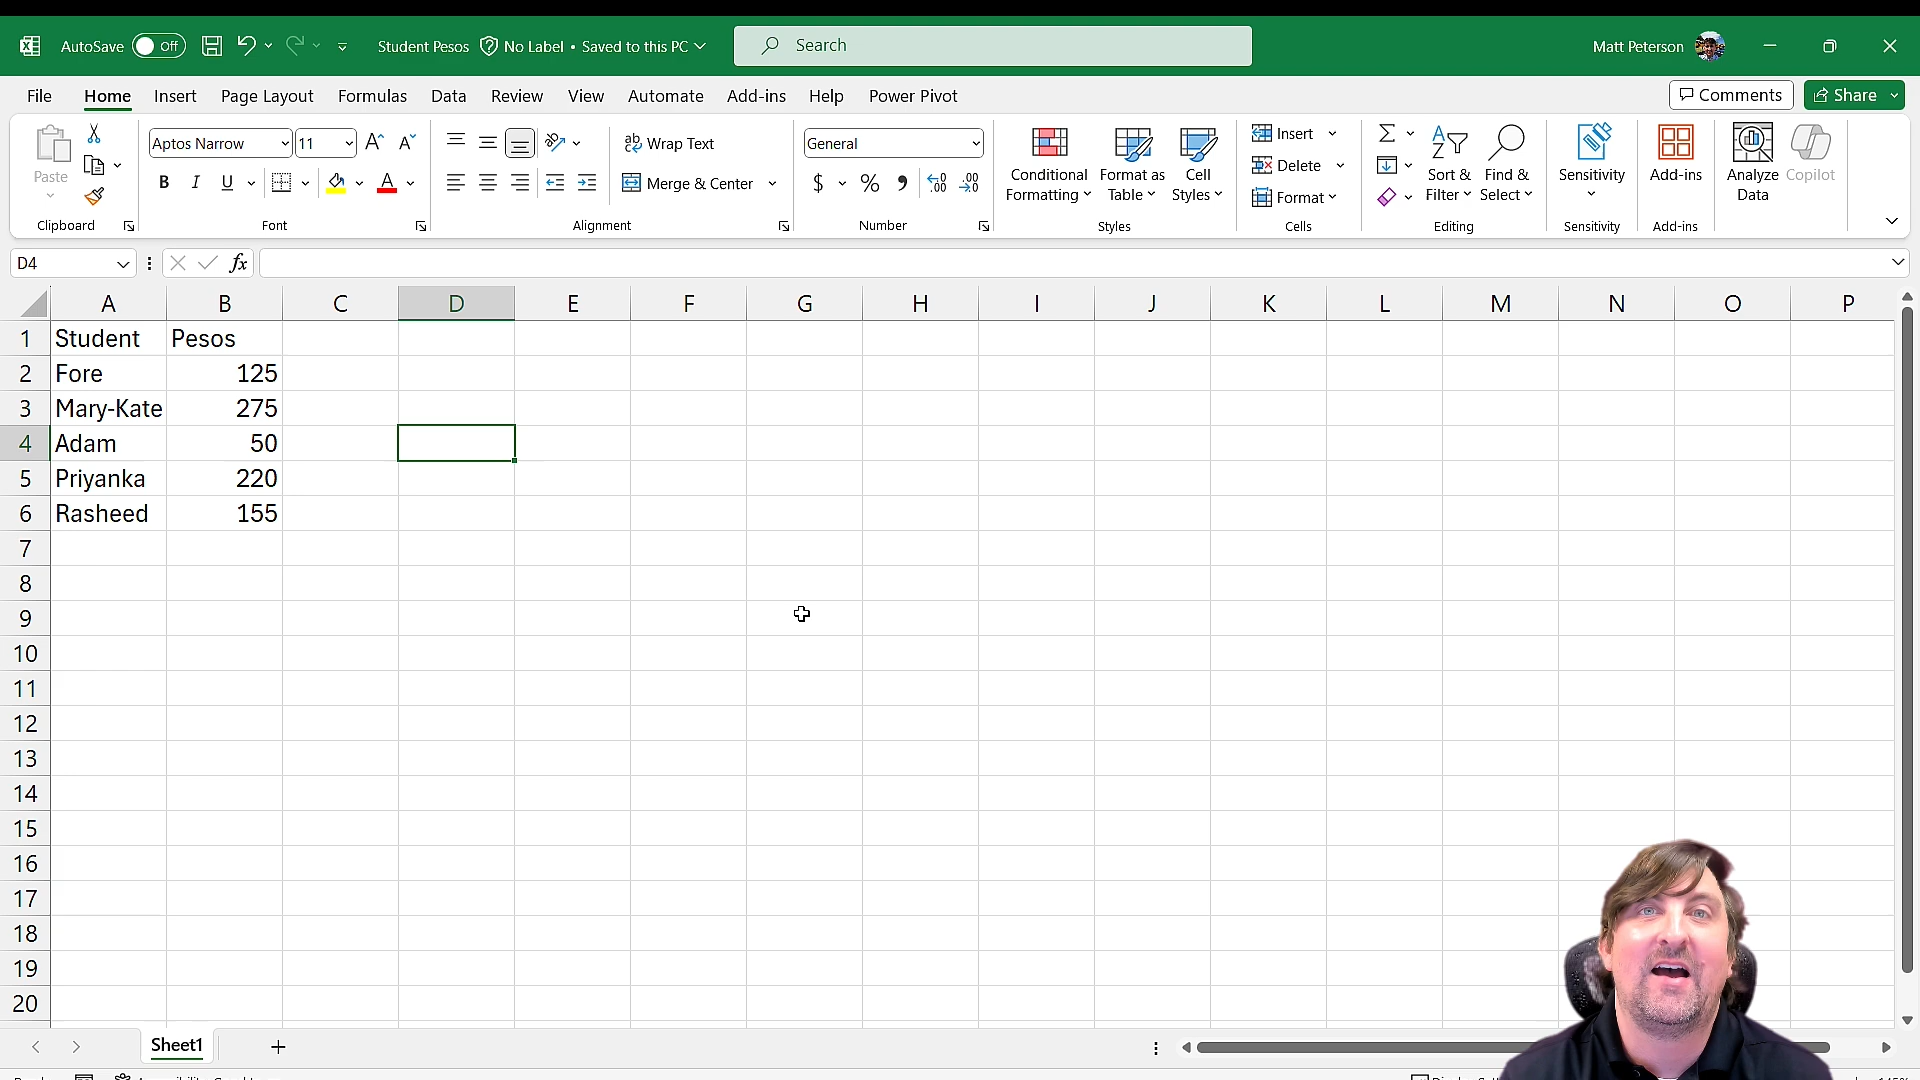 AutoSave Off Student Pesos No Label • Saved to this PC Search Matt Peterson
File Home Insert Page Layout Formulas Data Review View Automate Add-ins Help Power Pivot Comments Share
Paste
Clipboard
Aptos Narrow 11
B I U A
Font
Wrap Text
Merge & Center
Alignment
General
$ % ,
Number
Conditional Formatting
Format as Table
Cell Styles
Styles
Insert
Delete
Format
Cells
Sort & Filter
Find & Select
Editing
Sensitivity
Sensitivity
Add-ins
Add-ins
Analyze Data
Copilot
D4 fx
A B C D E F G H I J K L M N O P
1 Student Pesos
2 Fore 125
3 Mary-Kate 275
4 Adam 50
5 Priyanka 220
6 Rasheed 155
7
8
9
10
11
12
13
14
15
16
17
18
19
20
Sheet1